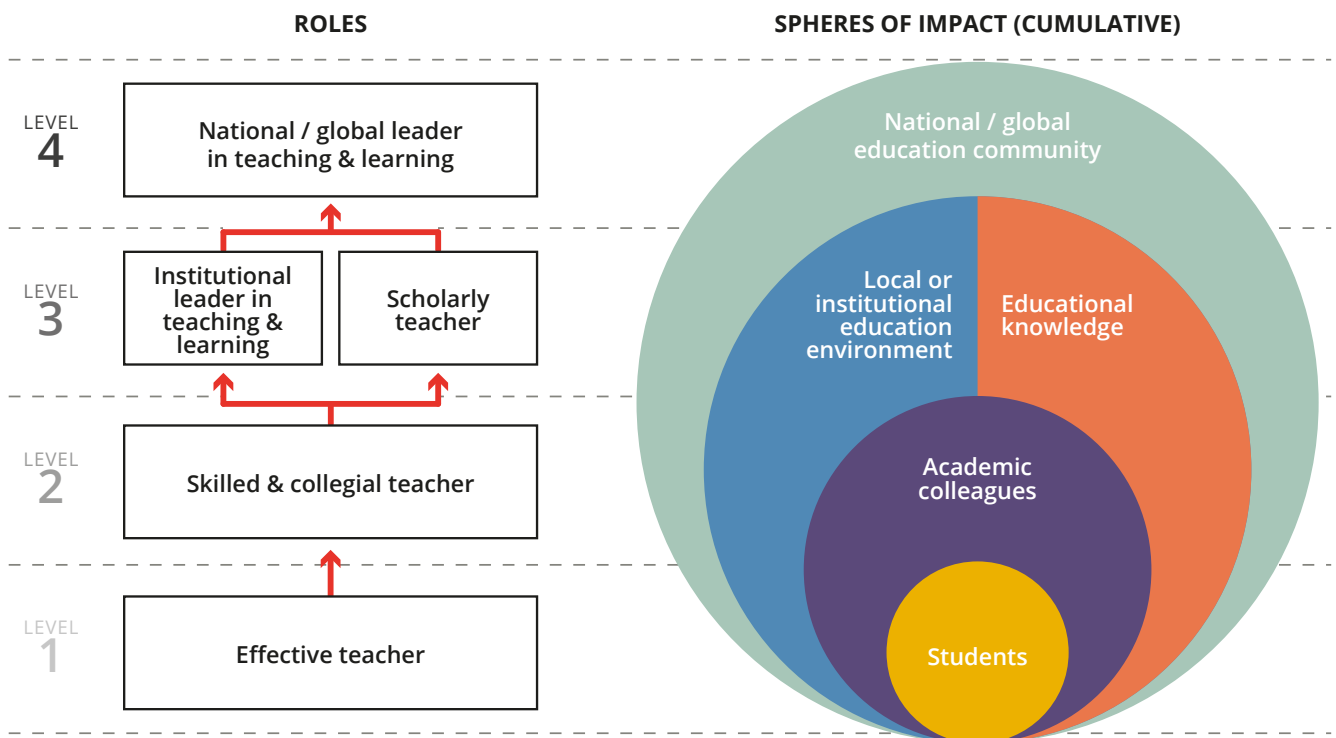 ROLES
SPHERES OF IMPACT (CUMULATIVE)
LEVEL
4
National / global leader
in teaching & learning
National / global
education community
LEVEL
3
Institutional
leader in
teaching &
learning
Scholarly
teacher
Local or
institutional
education
environment
Educational
knowledge
LEVEL
2
Skilled & collegial teacher
Academic
colleagues
LEVEL
1
Effective teacher
Students